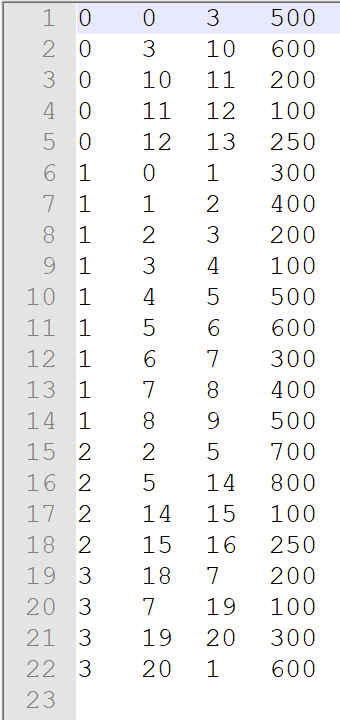 1 0 0 3 500
2 0 3 10 600
3 0 10 11 200
4 0 11 12 100
5 0 12 13 250
6 1 0 1 300
7 1 1 2 400
8 1 2 3 200
9 1 3 4 100
10 1 4 5 500
11 1 5 6 600
12 1 6 7 300
13 1 7 8 400
14 1 8 9 500
15 2 2 5 700
16 2 5 14 800
17 2 14 15 100
18 2 15 16 250
19 3 18 7 200
20 3 7 19 100
21 3 19 20 300
22 3 20 1 600
23